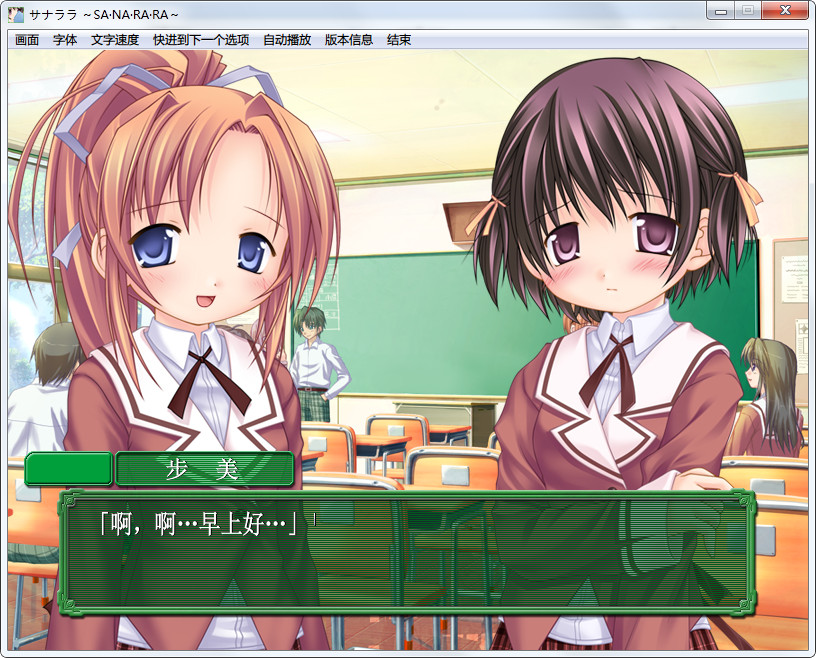 サナララ ～SA·NA·RA·RA～
画面 字体 文字速度 快进到下一个选项 自动播放 版本信息 结束
步 美
「啊，啊…早上好…」